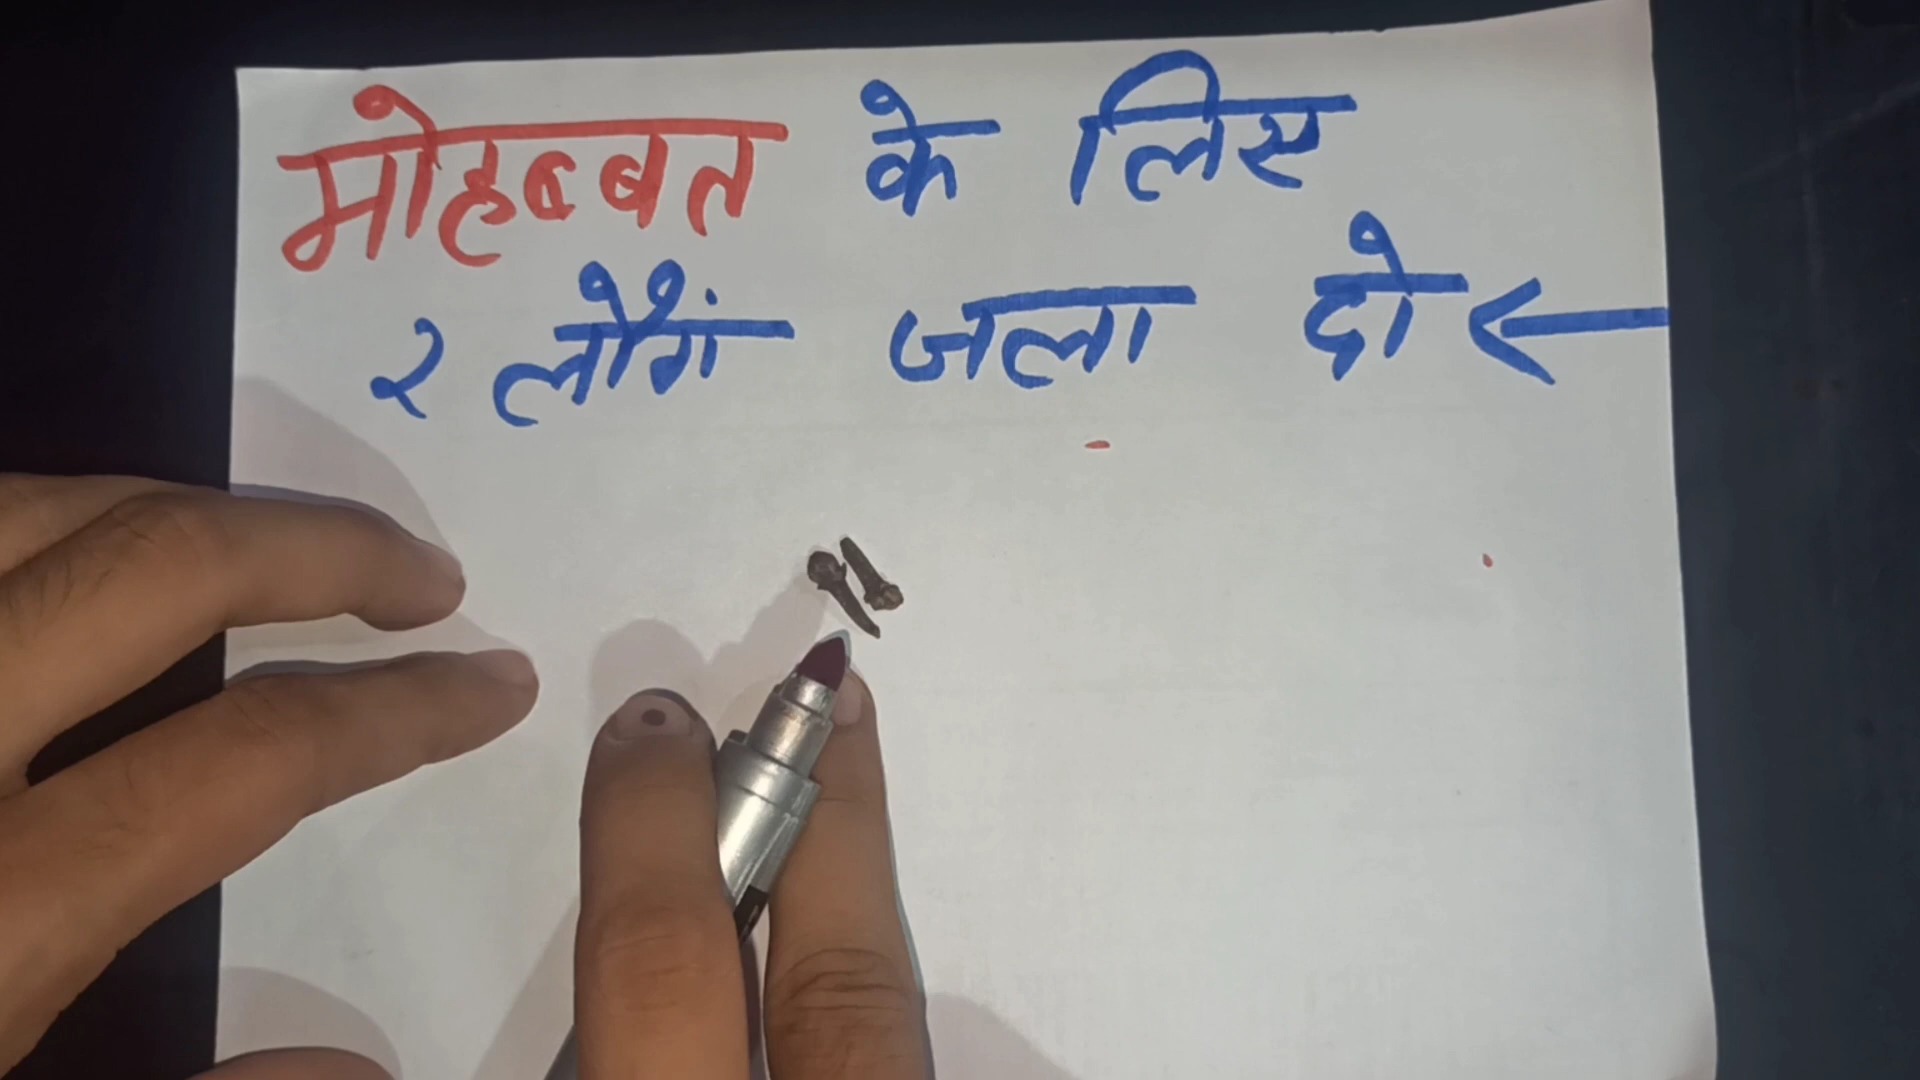 मोहब्बत के लिए
२ लौंग जला दो